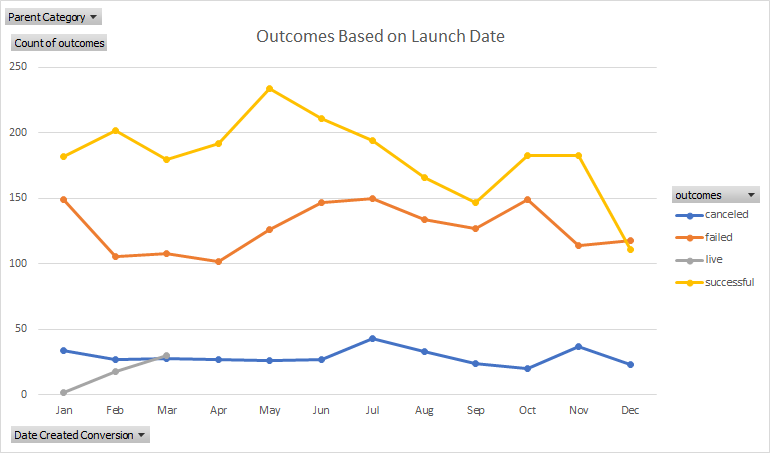 Parent Category
Count of outcomes
Outcomes Based on Launch Date
250
200
150
100
50
0
Jan Feb Mar Apr May Jun Jul Aug Sep Oct Nov Dec
outcomes
canceled
failed
live
successful
Date Created Conversion